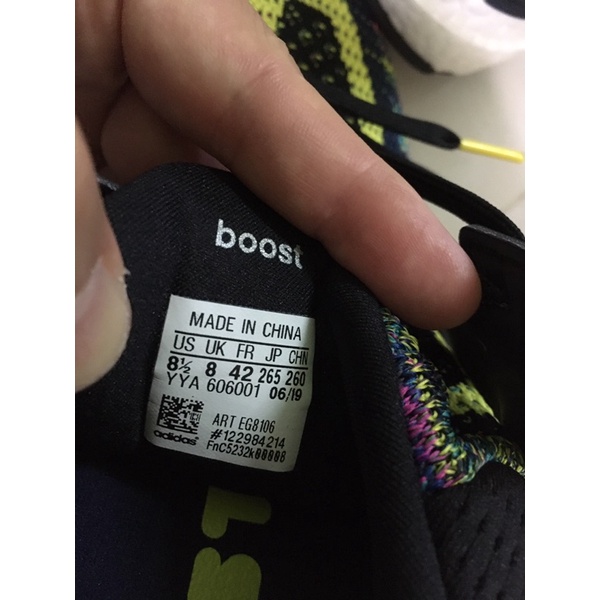 boost
MADE IN CHINA
US UK FR JP CHN
8½ 8 42 265 260
YYA 606001 06/19
ART EG8106
#122984214
adidas
FnC5232k00008